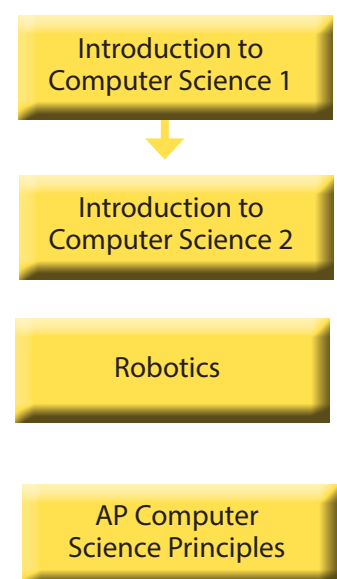 Introduction to
Computer Science 1
Introduction to
Computer Science 2
Robotics
AP Computer
Science Principles